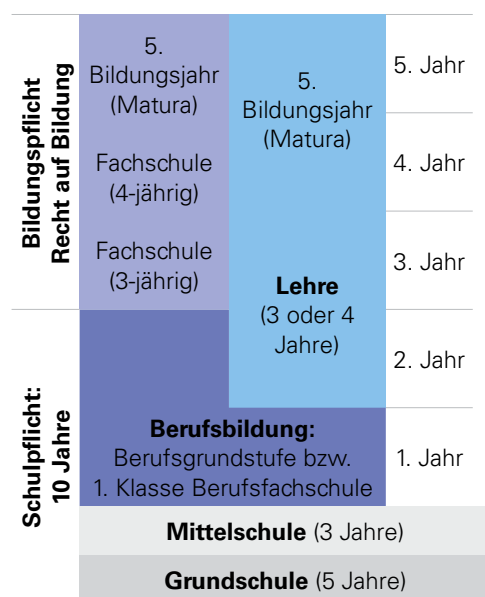 Bildungspflicht
Recht auf Bildung
5.
Bildungsjahr
(Matura)
Fachschule
(4-jährig)
Fachschule
(3-jährig)
5.
Bildungsjahr
(Matura)
Lehre
(3 oder 4
Jahre)
5. Jahr
4. Jahr
3. Jahr
2. Jahr
1. Jahr
Schulpflicht:
10 Jahre
Berufsbildung:
Berufsgrundstufe bzw.
1. Klasse Berufsfachschule
Mittelschule (3 Jahre)
Grundschule (5 Jahre)